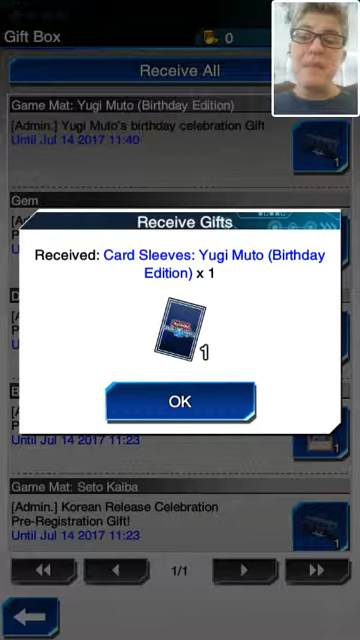 Gift Box
0
Receive All
Game Mat: Yugi Muto (Birthday Edition)
[Admin.] Yugi Muto's birthday celebration Gift
Until Jul 14 2017 11:40
1
Gem
Receive Gifts
Received: Card Sleeves: Yugi Muto (Birthday
Edition) x 1
1
OK
Until Jul 14 2017 11:23
Game Mat: Seto Kaiba
[Admin.] Korean Release Celebration
Pre-Registration Gift!
Until Jul 14 2017 11:23
1
1/1